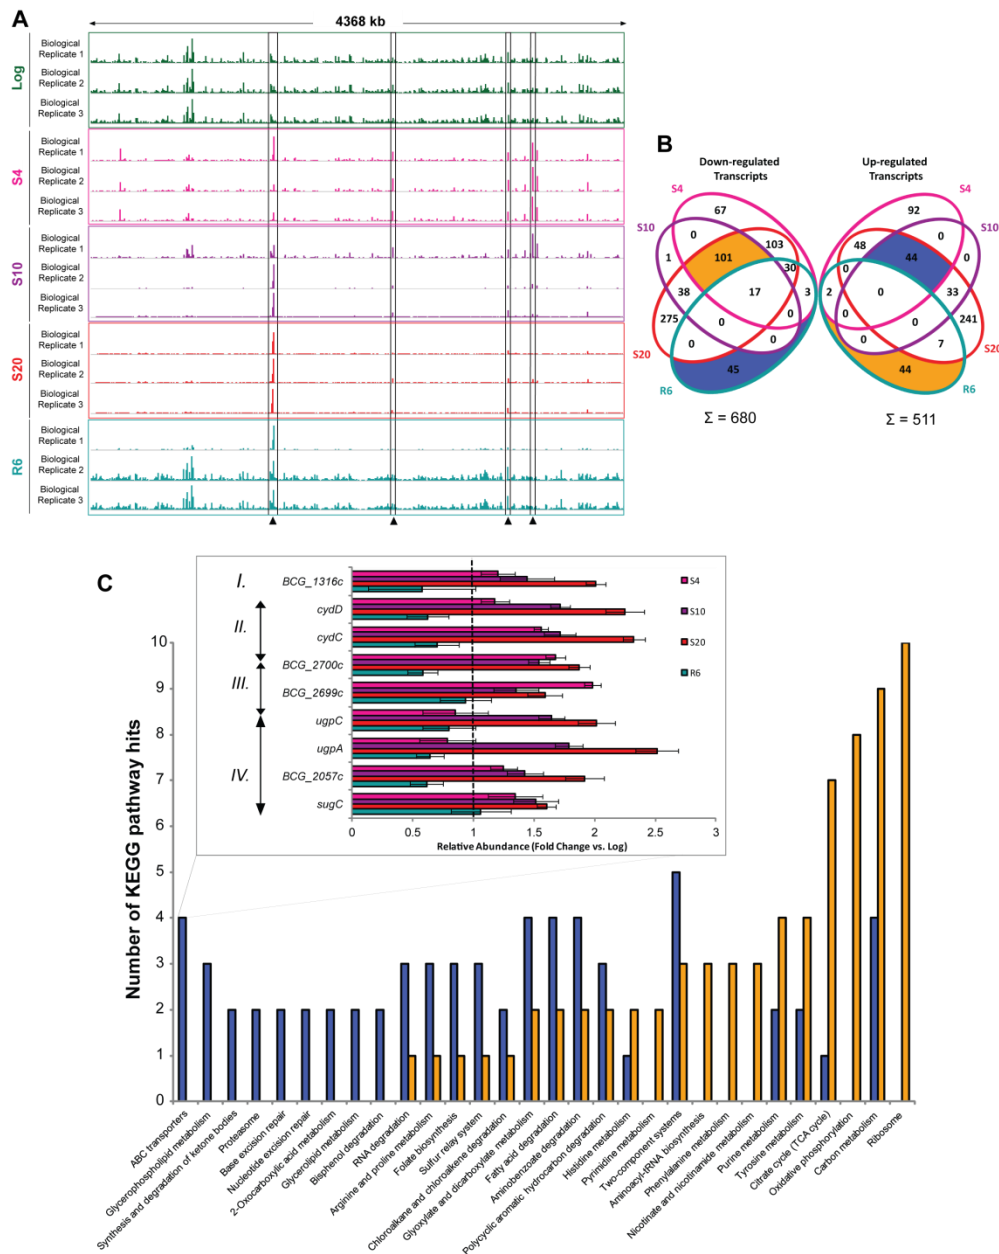 A
4368 kb
Log
Biological Replicate 1
Biological Replicate 2
Biological Replicate 3
S4
Biological Replicate 1
Biological Replicate 2
Biological Replicate 3
S10
Biological Replicate 1
Biological Replicate 2
Biological Replicate 3
S20
Biological Replicate 1
Biological Replicate 2
Biological Replicate 3
R6
Biological Replicate 1
Biological Replicate 2
Biological Replicate 3
B
Down-regulated Transcripts
S4
67
S10
0
103
1
101
30
38
17
3
275
0
0
S20
0
0
R6
45
Σ = 680
Up-regulated Transcripts
S4
92
S10
48
0
0
44
0
2
0
33
0
0
241
0
7
S20
44
R6
Σ = 511
C
I.
II.
III.
IV.
BCG_1316c
cydD
cydC
BCG_2700c
BCG_2699c
ugpC
ugpA
BCG_2057c
sugC
S4
S10
S20
R6
0 0.5 1 1.5 2 2.5 3
Relative Abundance (Fold Change vs. Log)
Number of KEGG pathway hits
10
9
8
7
6
5
4
3
2
1
0
ABC transporters
Glycerophospholipid metabolism
Synthesis and degradation of ketone bodies
Proteasome
Base excision repair
Nucleotide excision repair
2-Oxocarboxylic acid metabolism
Glycerolipid metabolism
Bisphenol degradation
RNA degradation
Arginine and proline metabolism
Folate biosynthesis
Sulfur relay system
Chloroalkane and chloroalkene degradation
Glyoxylate and dicarboxylate metabolism
Fatty acid degradation
Aminobenzoate degradation
Polycyclic aromatic hydrocarbon degradation
Histidine metabolism
Pyrimidine metabolism
Two-component systems
Aminoacyl-tRNA biosynthesis
Phenylalanine metabolism
Nicotinate and nicotinamide metabolism
Purine metabolism
Tyrosine metabolism
Citrate cycle (TCA cycle)
Oxidative phosphorylation
Carbon metabolism
Ribosome